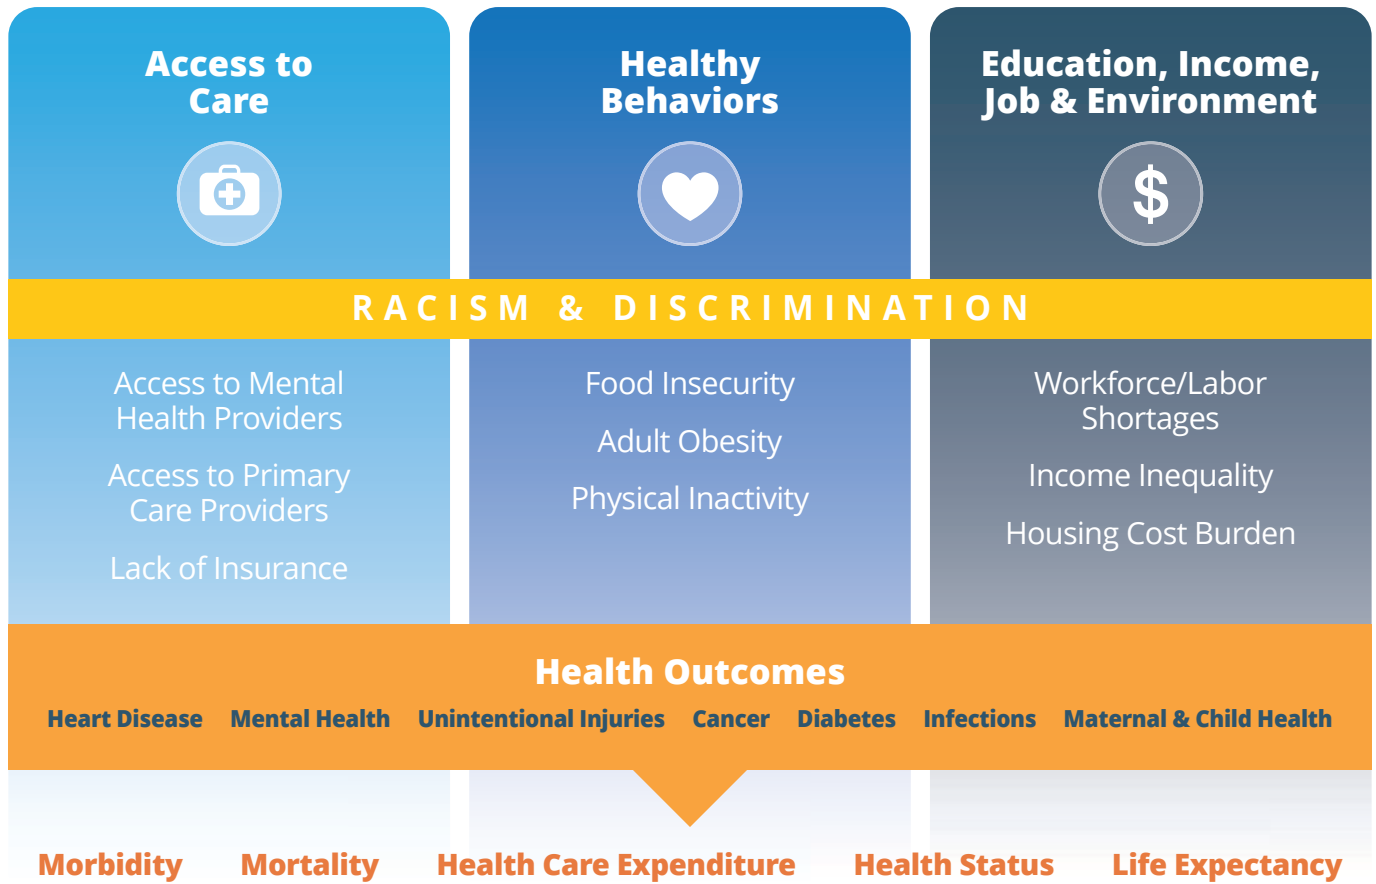 Access to
Care
Healthy
Behaviors
Education, Income,
Job & Environment
$
RACISM & DISCRIMINATION
Access to Mental
Health Providers
Access to Primary
Care Providers
Lack of Insurance
Food Insecurity
Adult Obesity
Physical Inactivity
Workforce/Labor
Shortages
Income Inequality
Housing Cost Burden
Health Outcomes
Heart Disease Mental Health Unintentional Injuries Cancer Diabetes Infections Maternal & Child Health
Morbidity Mortality Health Care Expenditure Health Status Life Expectancy